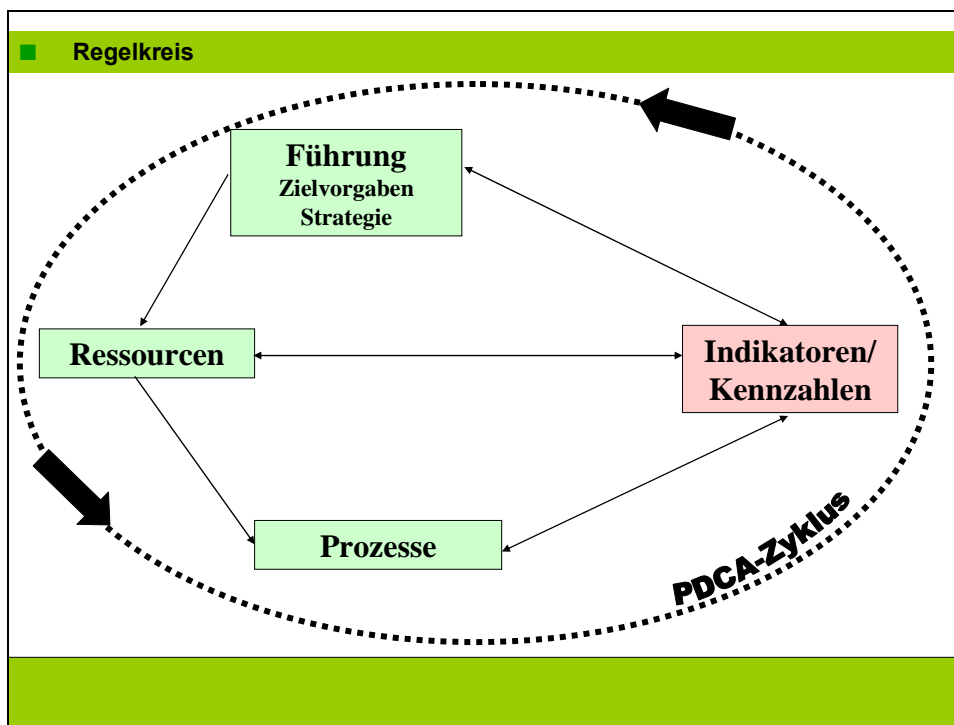 Regelkreis
Führung
Zielvorgaben
Strategie
Ressourcen
Indikatoren/
Kennzahlen
Prozesse
PDCA-Zyklus